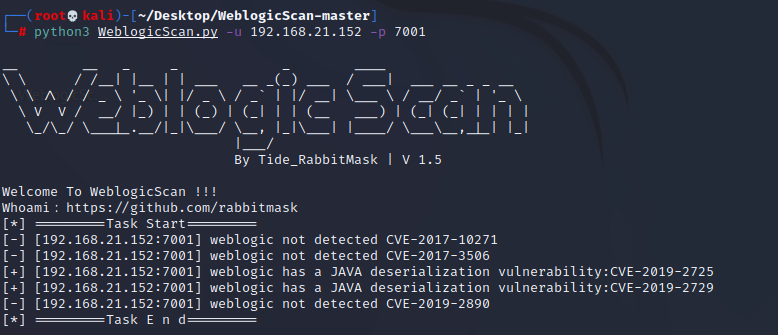 ┌──(root💀kali)-[~/Desktop/WeblogicScan-master]
└─# python3 WeblogicScan.py -u 192.168.21.152 -p 7001
Weblogic Scan
By Tide_RabbitMask | V 1.5
Welcome To WeblogicScan !!!
Whoami：https://github.com/rabbitmask
[*] =========Task Start=========
[-] [192.168.21.152:7001] weblogic not detected CVE-2017-10271
[-] [192.168.21.152:7001] weblogic not detected CVE-2017-3506
[+] [192.168.21.152:7001] weblogic has a JAVA deserialization vulnerability:CVE-2019-2725
[+] [192.168.21.152:7001] weblogic has a JAVA deserialization vulnerability:CVE-2019-2729
[-] [192.168.21.152:7001] weblogic not detected CVE-2019-2890
[*] =========Task E n d=========